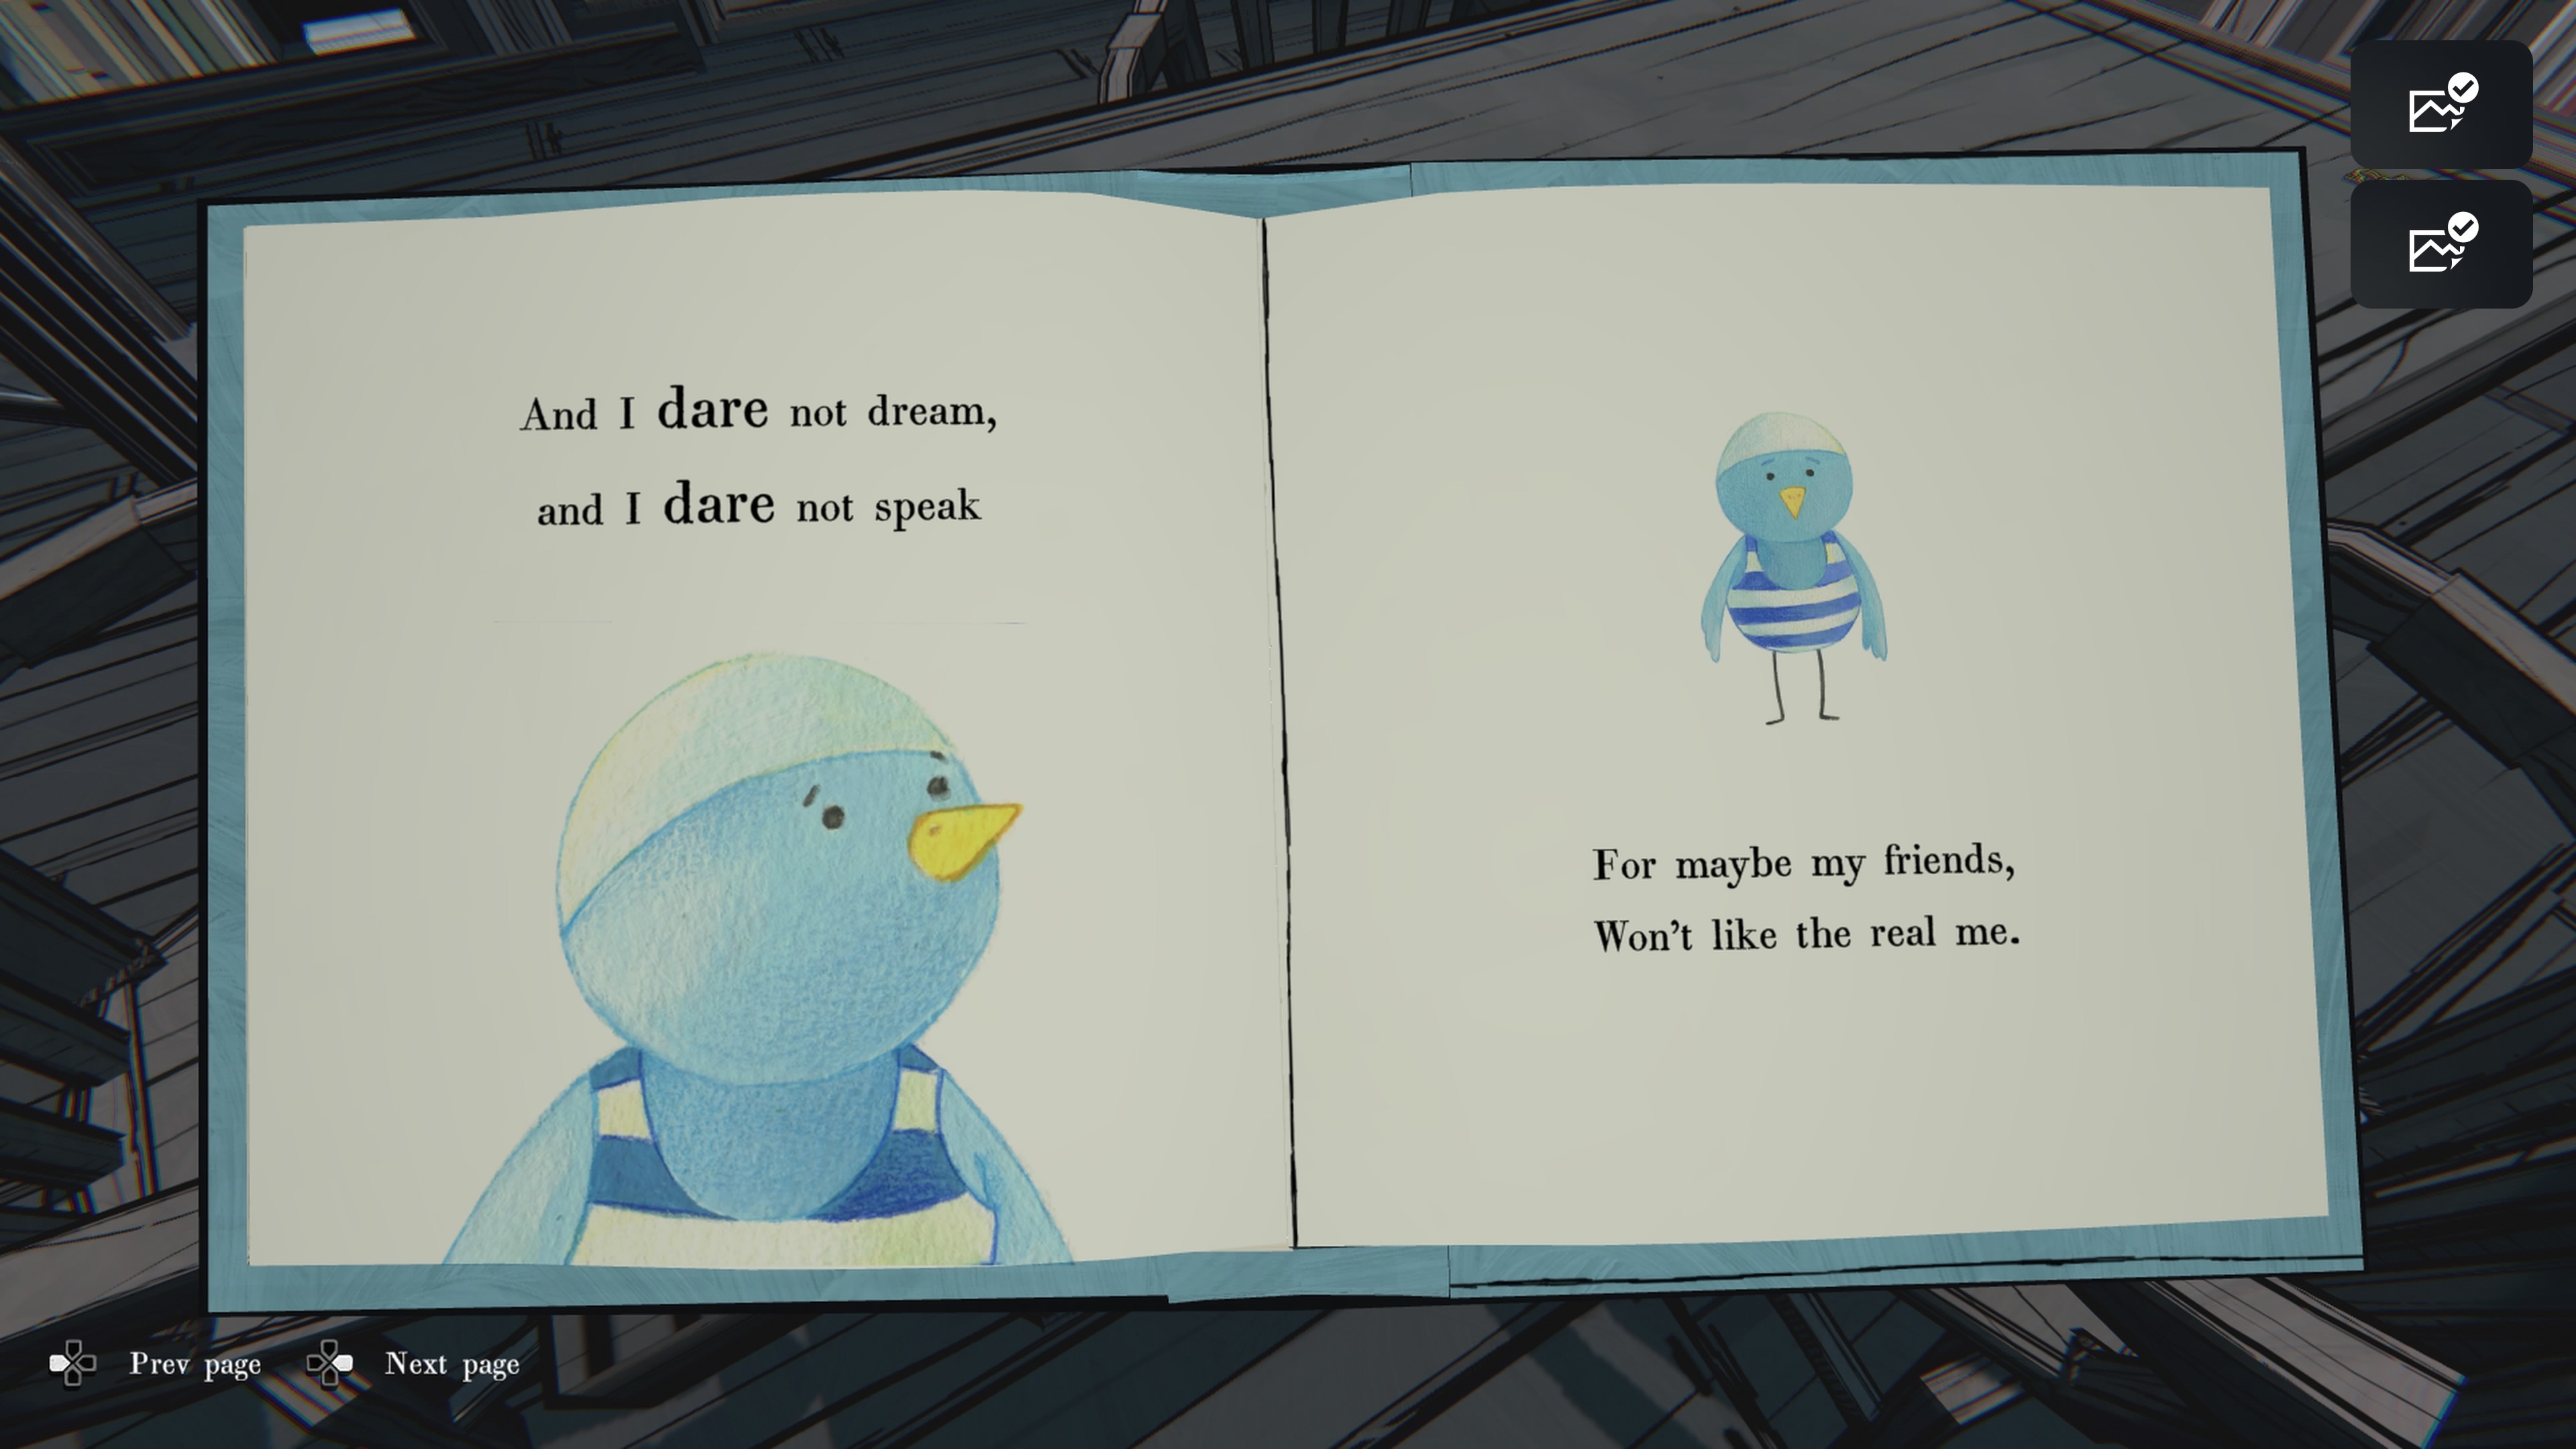 And I dare not dream,
and I dare not speak
For maybe my friends,
Won't like the real me.
Prev page
Next page